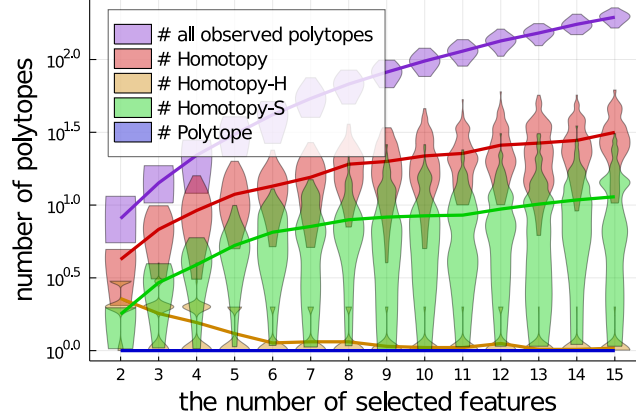 # all observed polytopes
# Homotopy
# Homotopy-H
# Homotopy-S
# Polytope
number of polytopes
10^2.0
10^1.5
10^1.0
10^0.5
10^0.0
2 3 4 5 6 7 8 9 10 11 12 13 14 15
the number of selected features